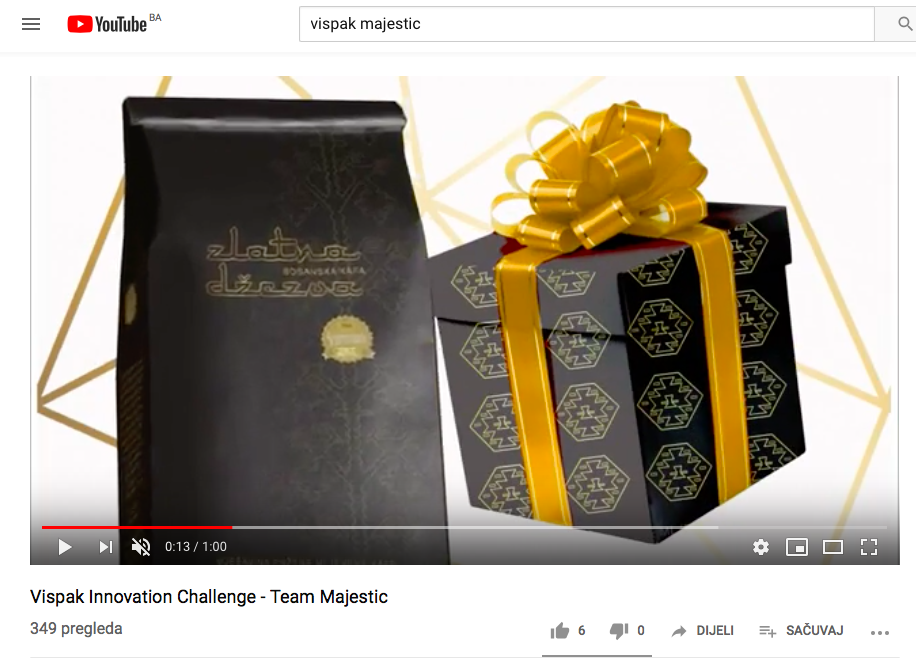 YouTube BA
vispak majestic
zlatna
BOSANSKA KAFA
džezva
0:13 / 1:00
Vispak Innovation Challenge - Team Majestic
349 pregleda
6
0
DIJELI
SAČUVAJ